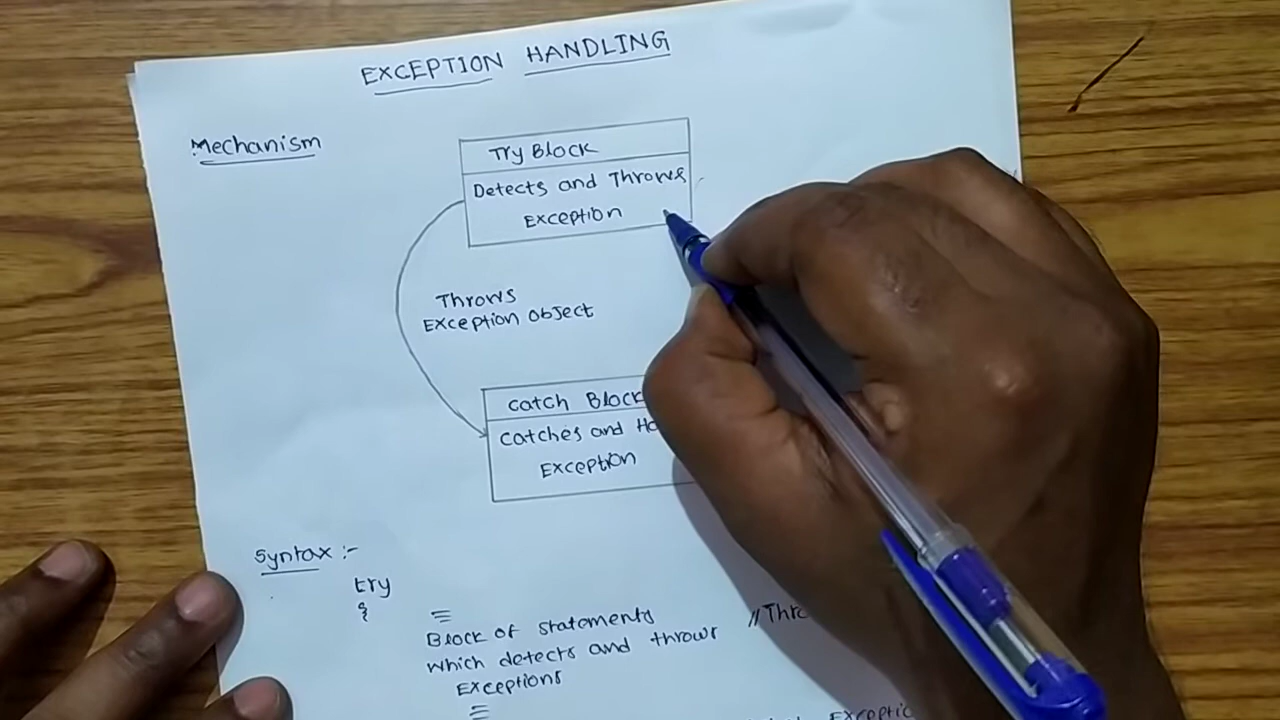 EXCEPTION HANDLING
Mechanism
Try Block
Detects and Throws
Exception
Throws
Exception Object
Catch Block
Catches and
Exception
Syntax :-
try
{
Block of statements
which detects and throws
Exceptions